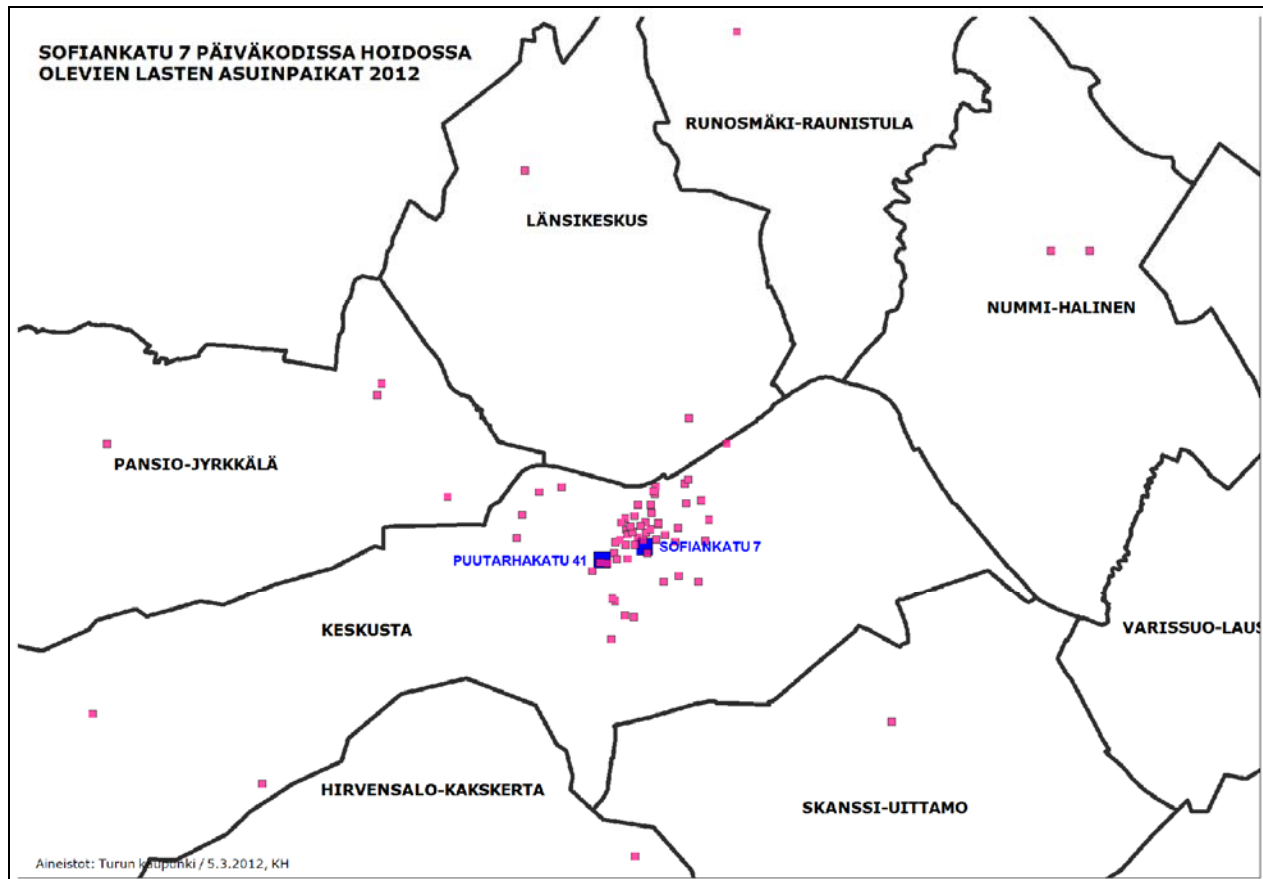 SOFIANKATU 7 PÄIVÄKODISSA HOIDOSSA
OLEVIEN LASTEN ASUINPAIKAT 2012
RUNOSMÄKI-RAUNISTULA
LÄNSIKESKUS
NUMMI-HALINEN
PANSIO-JYRKKÄLÄ
SOFIANKATU 7
PUUTARHAKATU 41
KESKUSTA
VARISSUO-LAUS
HIRVENSALO-KAKSKERTA
SKANSSI-UITTAMO
Aineistot: Turun kaupunki / 5.3.2012, KH